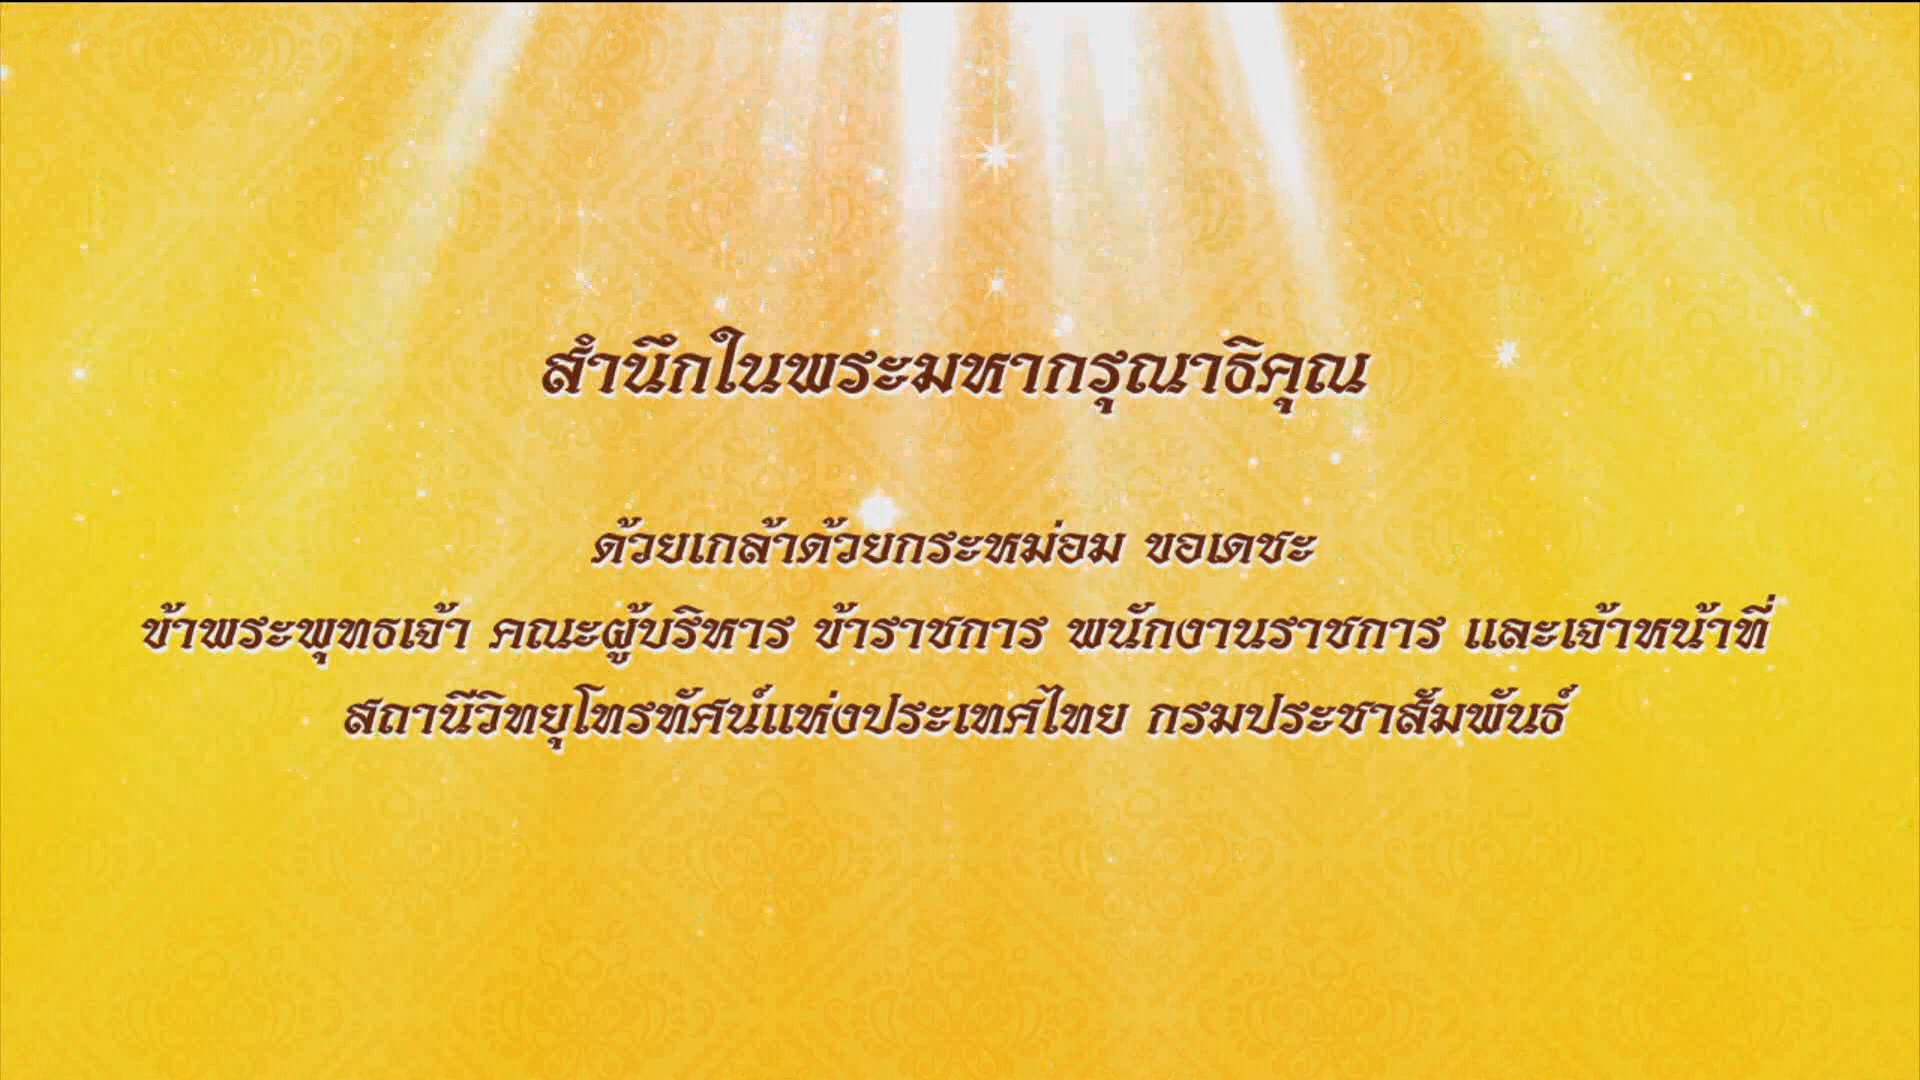 สำนึกในพระมหากรุณาธิคุณ
ด้วยเกล้าด้วยกระหม่อม ขอเดชะ
ข้าพระพุทธเจ้า คณะผู้บริหาร ข้าราชการ พนักงานราชการ และเจ้าหน้าที่
สถานีวิทยุโทรทัศน์แห่งประเทศไทย กรมประชาสัมพันธ์